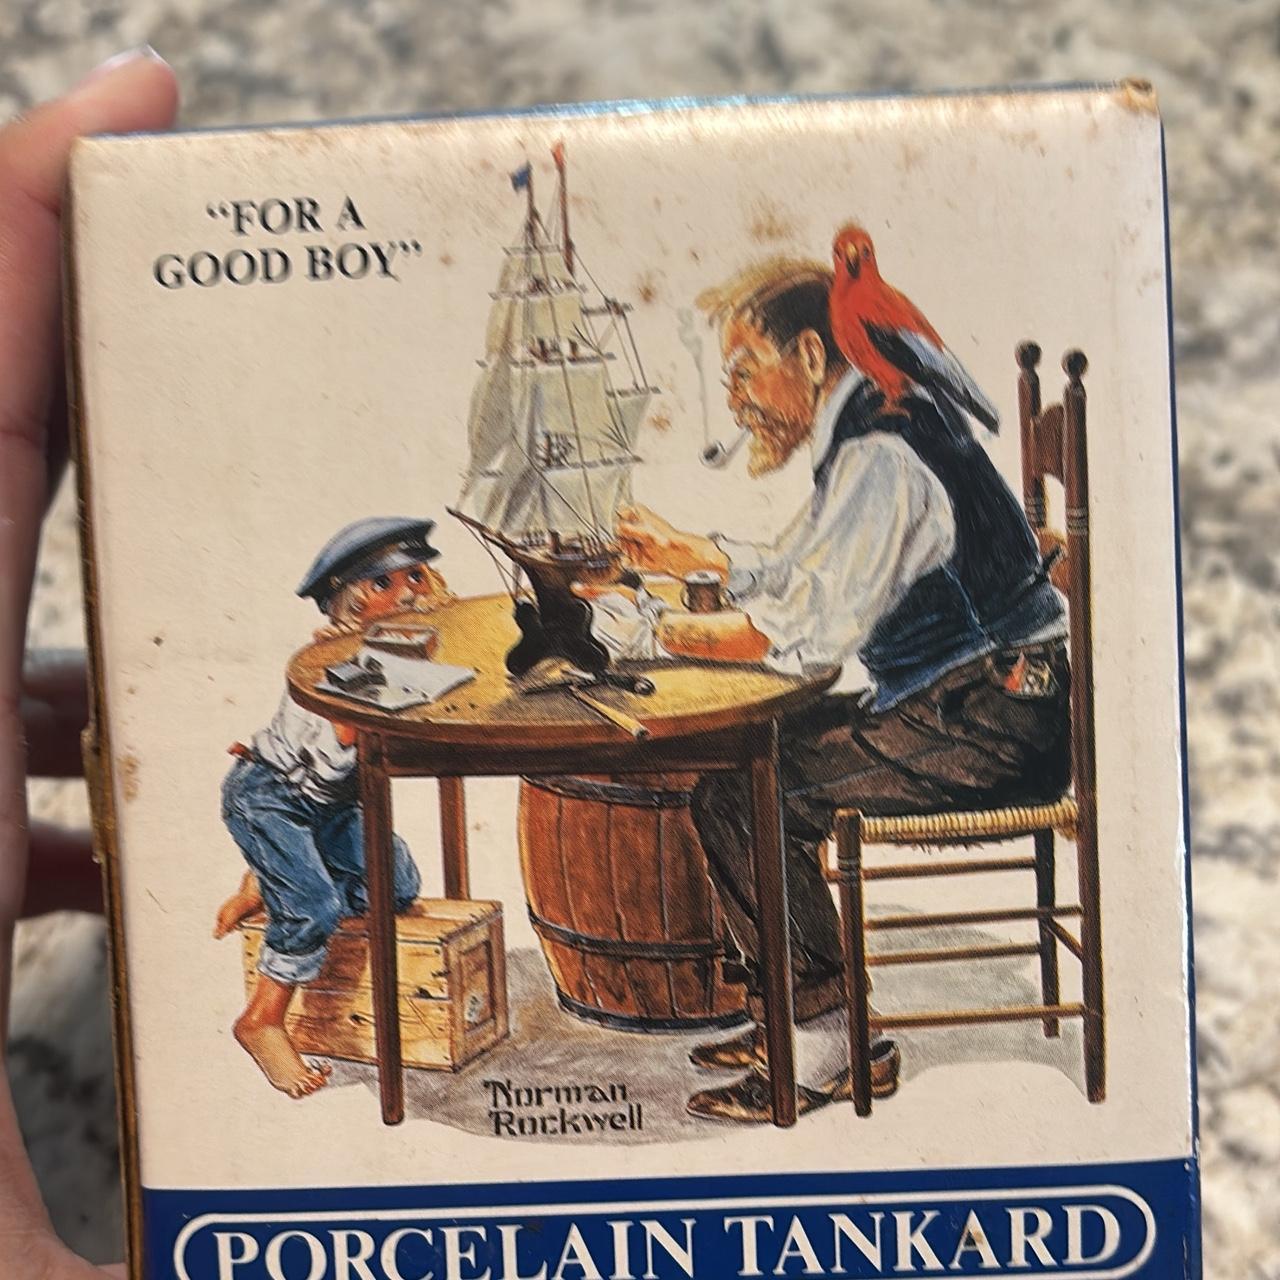 “FOR A
GOOD BOY”
Norman
Rockwell
PORCELAIN TANKARD